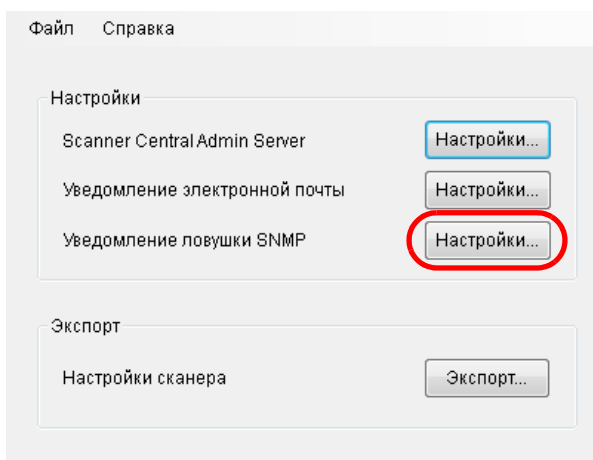 Файл Справка
Настройки
Scanner Central Admin Server Настройки...
Уведомление электронной почты Настройки...
Уведомление ловушки SNMP Настройки...
Экспорт
Настройки сканера Экспорт...